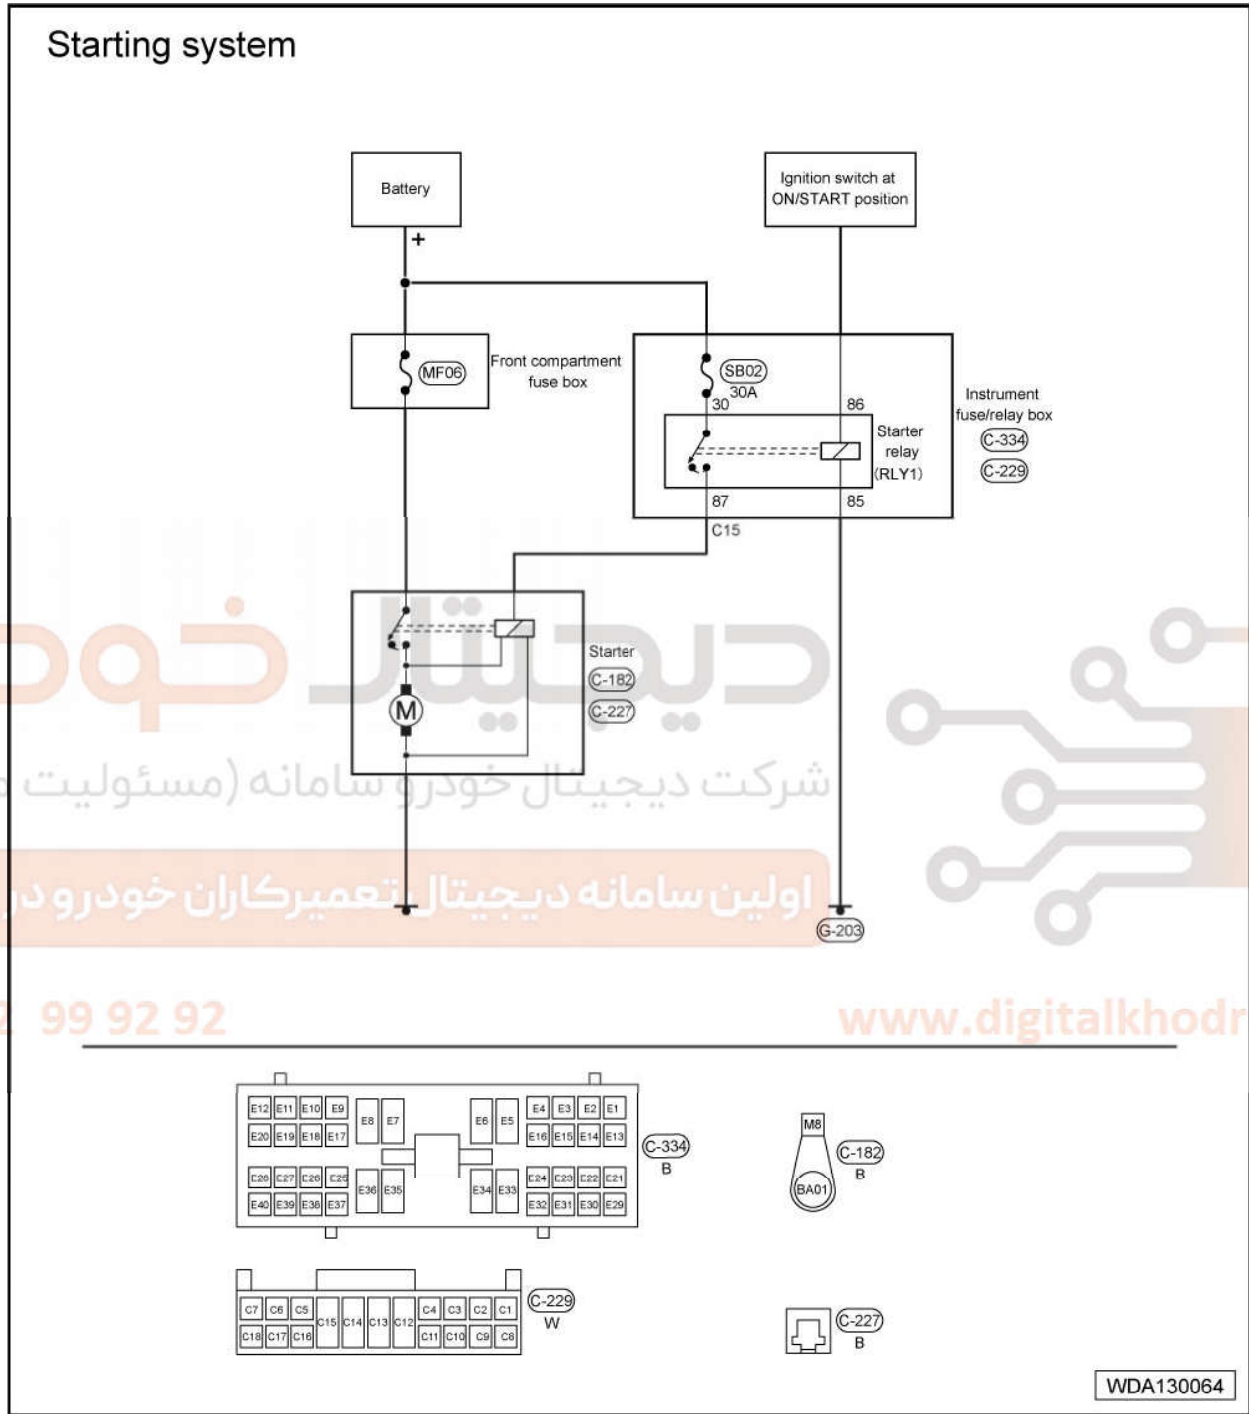 Starting system
Battery
Ignition switch at
ON/START position
+
MF06
Front compartment
fuse box
SB02
30A
30
86
Starter
relay
(RLY1)
Instrument
fuse/relay box
C-334
C-229
87
85
C15
دیجیتال خود
Starter
C-182
C-227
M
شرکت دیجیتال خودرو سامانه (مسئولیت
اولین سامانه دیجیتال تعمیرکاران خودرو در
G-203
99 92 92
www.digitalkhodr
E12 E11 E10 E9 E8 E7 E6 E5 E4 E3 E2 E1
E20 E19 E18 E17 E16 E15 E14 E13
C-334
B
E28 E27 E26 E25 E36 E35 E34 E33 E24 E23 E22 E21
E40 E39 E38 E37 E32 E31 E30 E29
M8
BA01
C-182
B
C7 C6 C5 C15 C14 C13 C12 C4 C3 C2 C1
C18 C17 C16 C11 C10 C9 C8
C-229
W
C-227
B
WDA130064